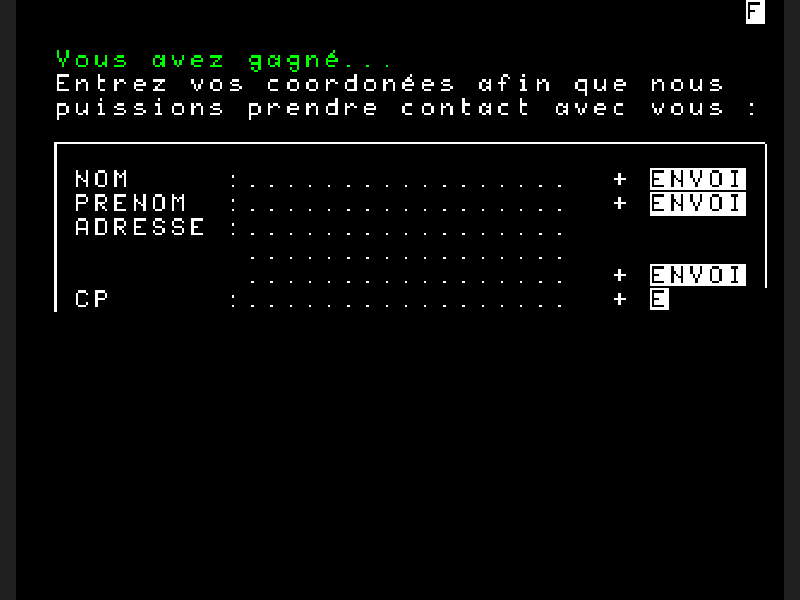 F
Vous avez gagné...
Entrez vos coordonées afin que nous
puissions prendre contact avec vous :
NOM : . . . . . . . . . . . . . . . . . + ENVOI
PRENOM : . . . . . . . . . . . . . . . . . + ENVOI
ADRESSE : . . . . . . . . . . . . . . . . .
. . . . . . . . . . . . . . . . .
. . . . . . . . . . . . . . . . . + ENVOI
CP : . . . . . . . . . . . . . . . . . + E